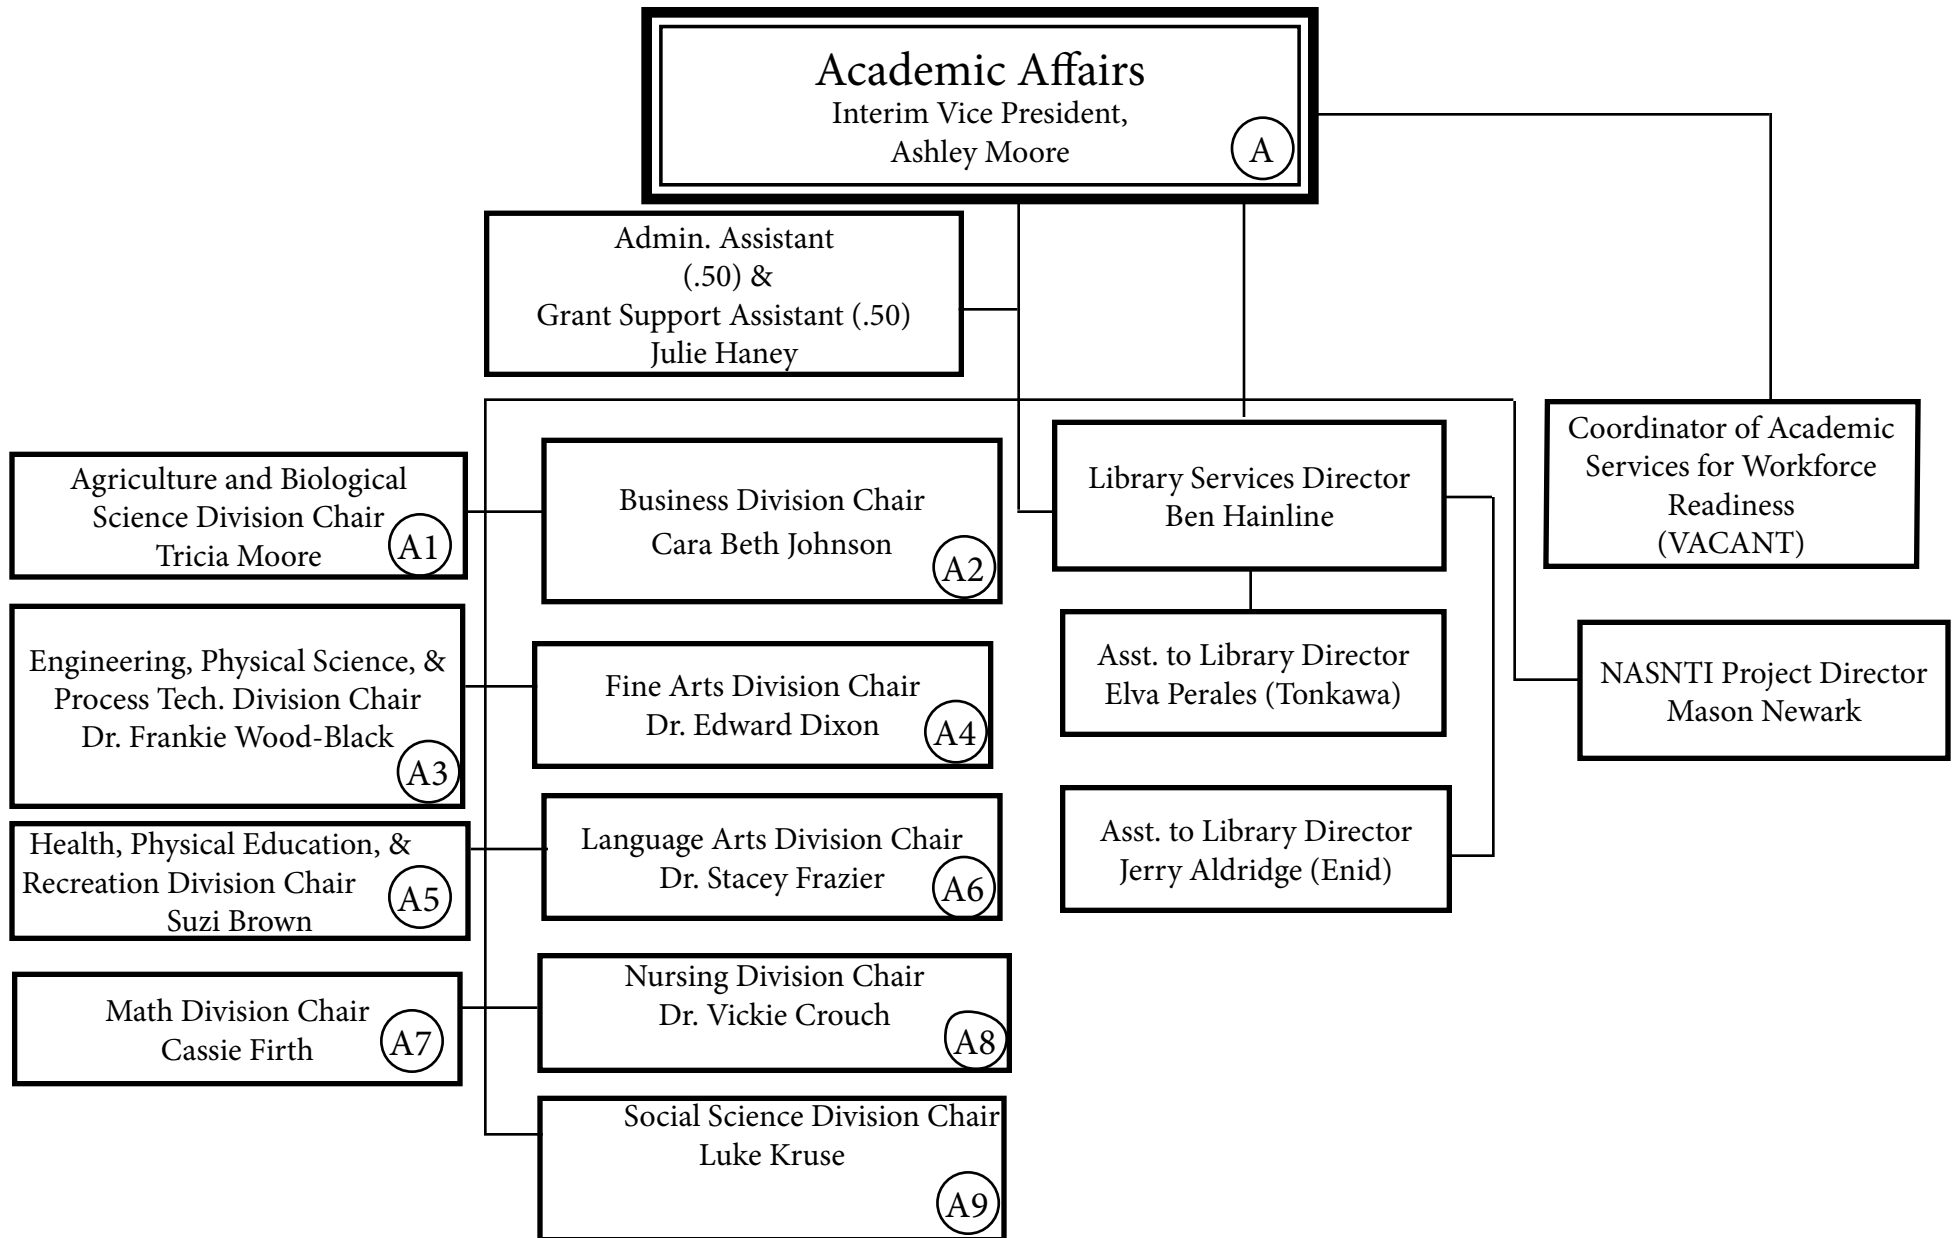 Academic Affairs
Interim Vice President,
Ashley Moore
A
Admin. Assistant
(.50) &
Grant Support Assistant (.50)
Julie Haney
Agriculture and Biological
Science Division Chair
Tricia Moore
A1
Business Division Chair
Cara Beth Johnson
A2
Library Services Director
Ben Hainline
Coordinator of Academic
Services for Workforce
Readiness
(VACANT)
Engineering, Physical Science, &
Process Tech. Division Chair
Dr. Frankie Wood-Black
A3
Fine Arts Division Chair
Dr. Edward Dixon
A4
Asst. to Library Director
Elva Perales (Tonkawa)
NASNTI Project Director
Mason Newark
Health, Physical Education, &
Recreation Division Chair
Suzi Brown
A5
Language Arts Division Chair
Dr. Stacey Frazier
A6
Asst. to Library Director
Jerry Aldridge (Enid)
Math Division Chair
Cassie Firth
A7
Nursing Division Chair
Dr. Vickie Crouch
A8
Social Science Division Chair
Luke Kruse
A9